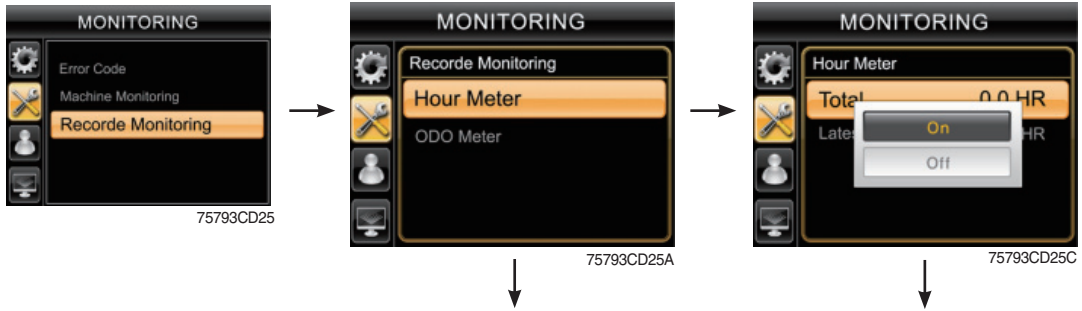 MONITORING
Error Code
Machine Monitoring
Recorde Monitoring
75793CD25
MONITORING
Recorde Monitoring
Hour Meter
ODO Meter
75793CD25A
MONITORING
Hour Meter
Total 0.0 HR
On
HR
Off
75793CD25C